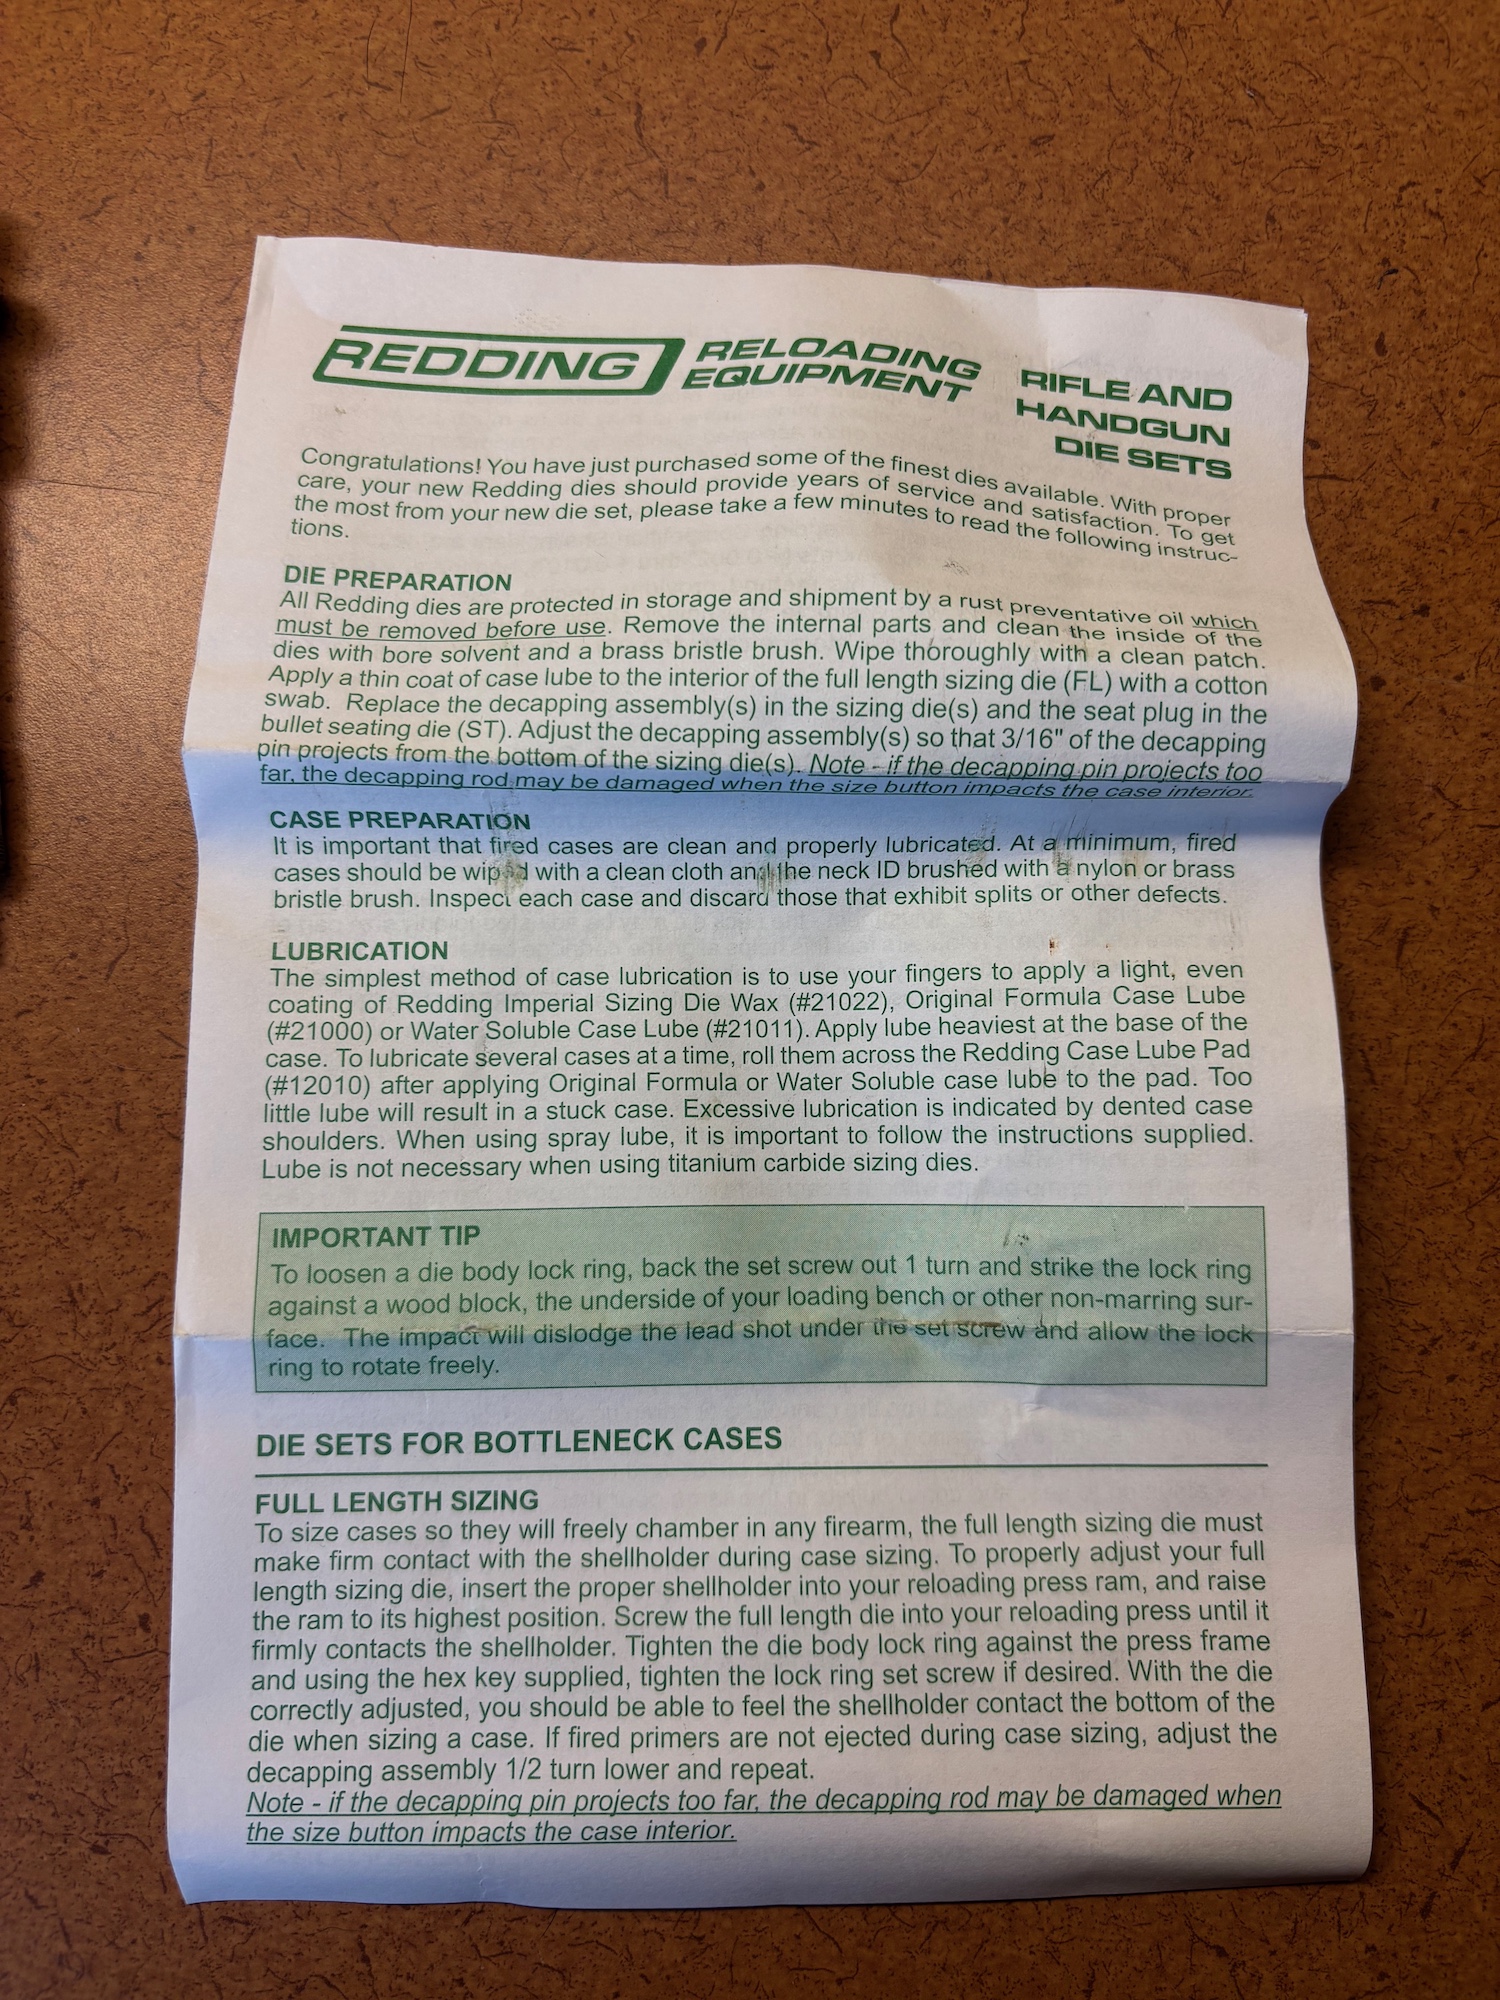 REDDING RELOADING EQUIPMENT
RIFLE AND
HANDGUN
DIE SETS
Congratulations! You have just purchased some of the finest dies available. With proper
care, your new Redding dies should provide years of service and satisfaction. To get
the most from your new die set, please take a few minutes to read the following instruc-
tions.
DIE PREPARATION
All Redding dies are protected in storage and shipment by a rust preventative oil which
must be removed before use. Remove the internal parts and clean the inside of the
dies with bore solvent and a brass bristle brush. Wipe thoroughly with a clean patch.
Apply a thin coat of case lube to the interior of the full length sizing die (FL) with a cotton
swab. Replace the decapping assembly(s) in the sizing die(s) and the seat plug in the
bullet seating die (ST). Adjust the decapping assembly(s) so that 3/16" of the decapping
pin projects from the bottom of the sizing die(s). Note - if the decapping pin projects too
far, the decapping rod may be damaged when the size button impacts the case interior.
CASE PREPARATION
It is important that fired cases are clean and properly lubricated. At a minimum, fired
cases should be wiped with a clean cloth and the neck ID brushed with a nylon or brass
bristle brush. Inspect each case and discard those that exhibit splits or other defects.
LUBRICATION
The simplest method of case lubrication is to use your fingers to apply a light, even
coating of Redding Imperial Sizing Die Wax (#21022), Original Formula Case Lube
(#21000) or Water Soluble Case Lube (#21011). Apply lube heaviest at the base of the
case. To lubricate several cases at a time, roll them across the Redding Case Lube Pad
(#12010) after applying Original Formula or Water Soluble case lube to the pad. Too
little lube will result in a stuck case. Excessive lubrication is indicated by dented case
shoulders. When using spray lube, it is important to follow the instructions supplied.
Lube is not necessary when using titanium carbide sizing dies.
IMPORTANT TIP
To loosen a die body lock ring, back the set screw out 1 turn and strike the lock ring
against a wood block, the underside of your loading bench or other non-marring sur-
face. The impact will dislodge the lead shot under the set screw and allow the lock
ring to rotate freely.
DIE SETS FOR BOTTLENECK CASES
FULL LENGTH SIZING
To size cases so they will freely chamber in any firearm, the full length sizing die must
make firm contact with the shellholder during case sizing. To properly adjust your full
length sizing die, insert the proper shellholder into your reloading press ram, and raise
the ram to its highest position. Screw the full length die into your reloading press until it
firmly contacts the shellholder. Tighten the die body lock ring against the press frame
and using the hex key supplied, tighten the lock ring set screw if desired. With the die
correctly adjusted, you should be able to feel the shellholder contact the bottom of the
die when sizing a case. If fired primers are not ejected during case sizing, adjust the
decapping assembly 1/2 turn lower and repeat.
Note - if the decapping pin projects too far, the decapping rod may be damaged when
the size button impacts the case interior.